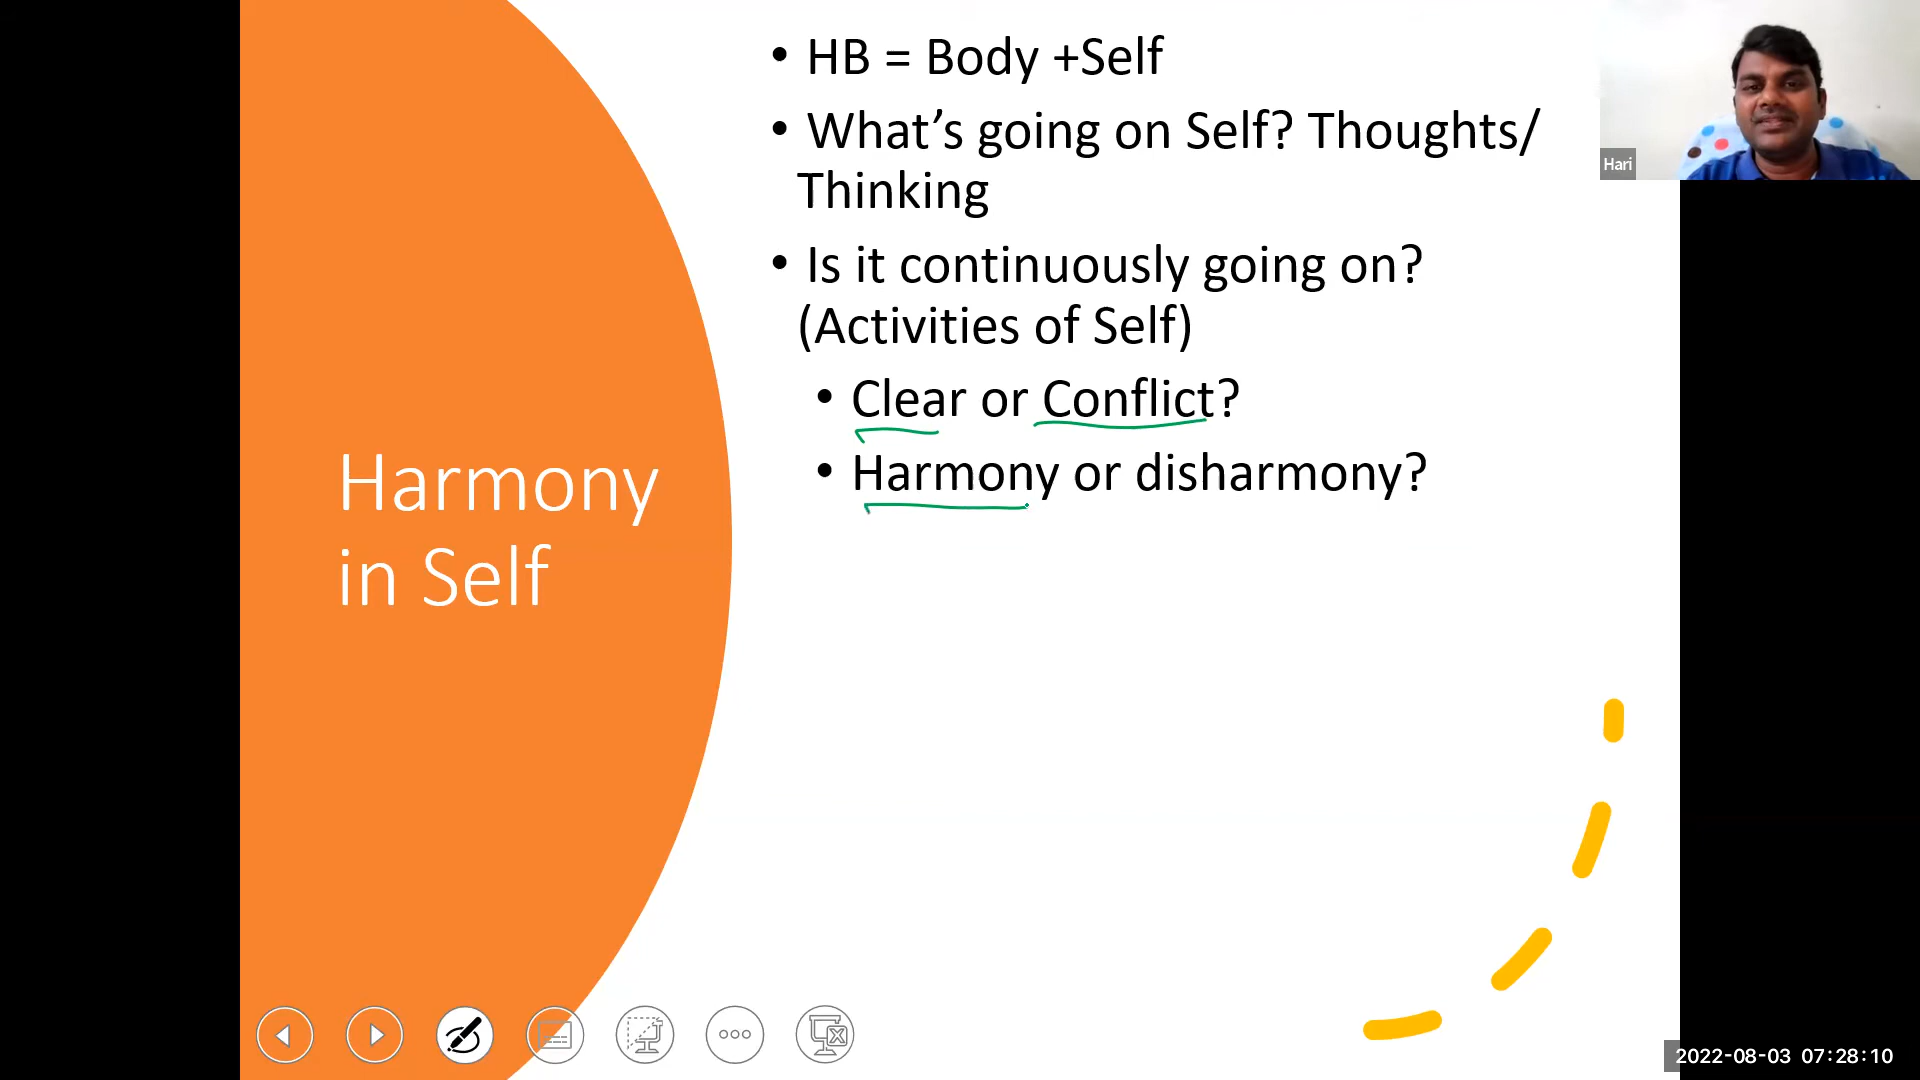 Harmony
in Self
• HB = Body +Self
• What’s going on Self? Thoughts/
Thinking
• Is it continuously going on?
(Activities of Self)
• Clear or Conflict?
• Harmony or disharmony?
Hari
2022-08-03 07:28:10